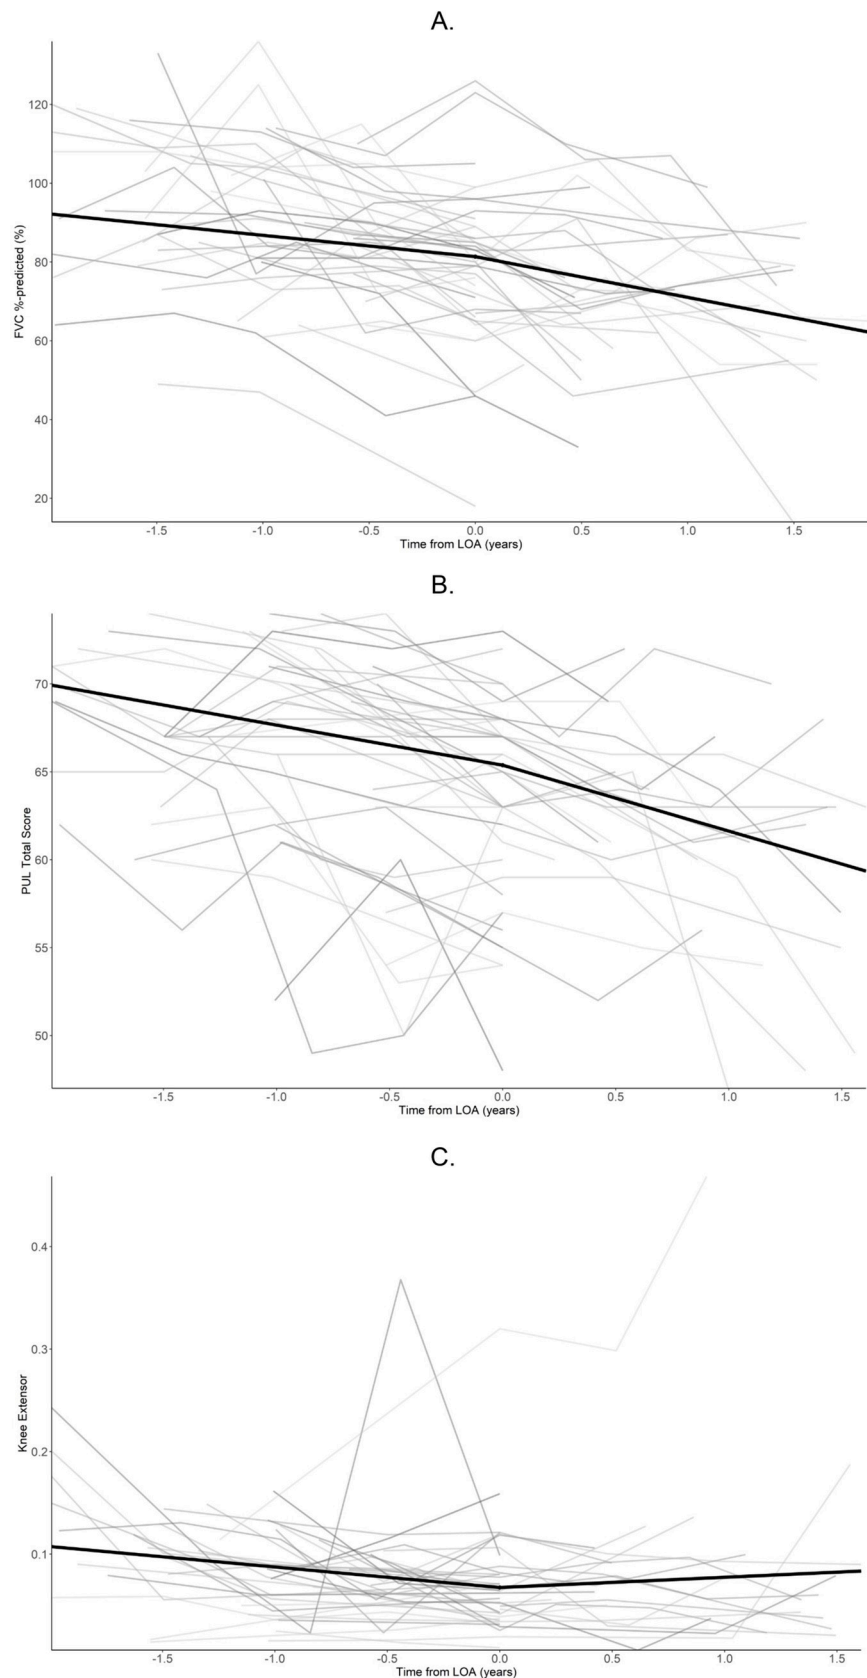 A.
FVC %-predicted (%)
120
100
80
60
40
20
-1.5 -1.0 -0.5 0.0 0.5 1.0 1.5
Time from LOA (years)
B.
PUL Total Score
70
65
60
55
50
-1.5 -1.0 -0.5 0.0 0.5 1.0 1.5
Time from LOA (years)
C.
Knee Extensor
0.4
0.3
0.2
0.1
-1.5 -1.0 -0.5 0.0 0.5 1.0 1.5
Time from LOA (years)